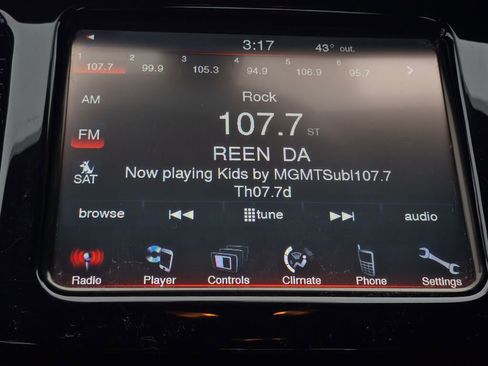 3:17 43° out.
1 2 3 4 5 6
107.7 99.9 105.3 94.9 106.9 95.7
AM
Rock
FM
107.7 ST
REEN DA
SAT
Now playing Kids by MGMTSubl107.7
Th07.7d
browse tune audio
Radio Player Controls Climate Phone Settings